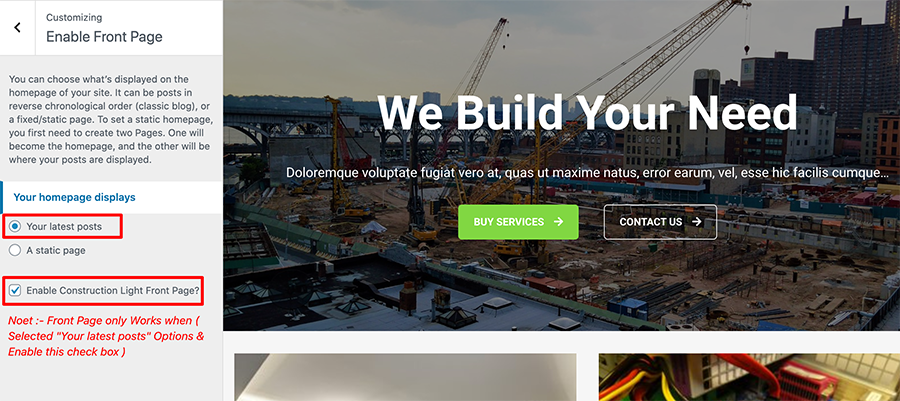 Customizing
Enable Front Page
You can choose what's displayed on the
homepage of your site. It can be posts in
reverse chronological order (classic blog), or
a fixed/static page. To set a static homepage,
you first need to create two Pages. One will
become the homepage, and the other will be
where your posts are displayed.
Your homepage displays
Your latest posts
A static page
Enable Construction Light Front Page?
Noet :- Front Page only Works when (
Selected "Your latest posts" Options &
Enable this check box )
We Build Your Need
Doloremque voluptate fugiat vero at, quas ut maxime natus, error earum, vel, esse hic facilis cumque...
BUY SERVICES
CONTACT US